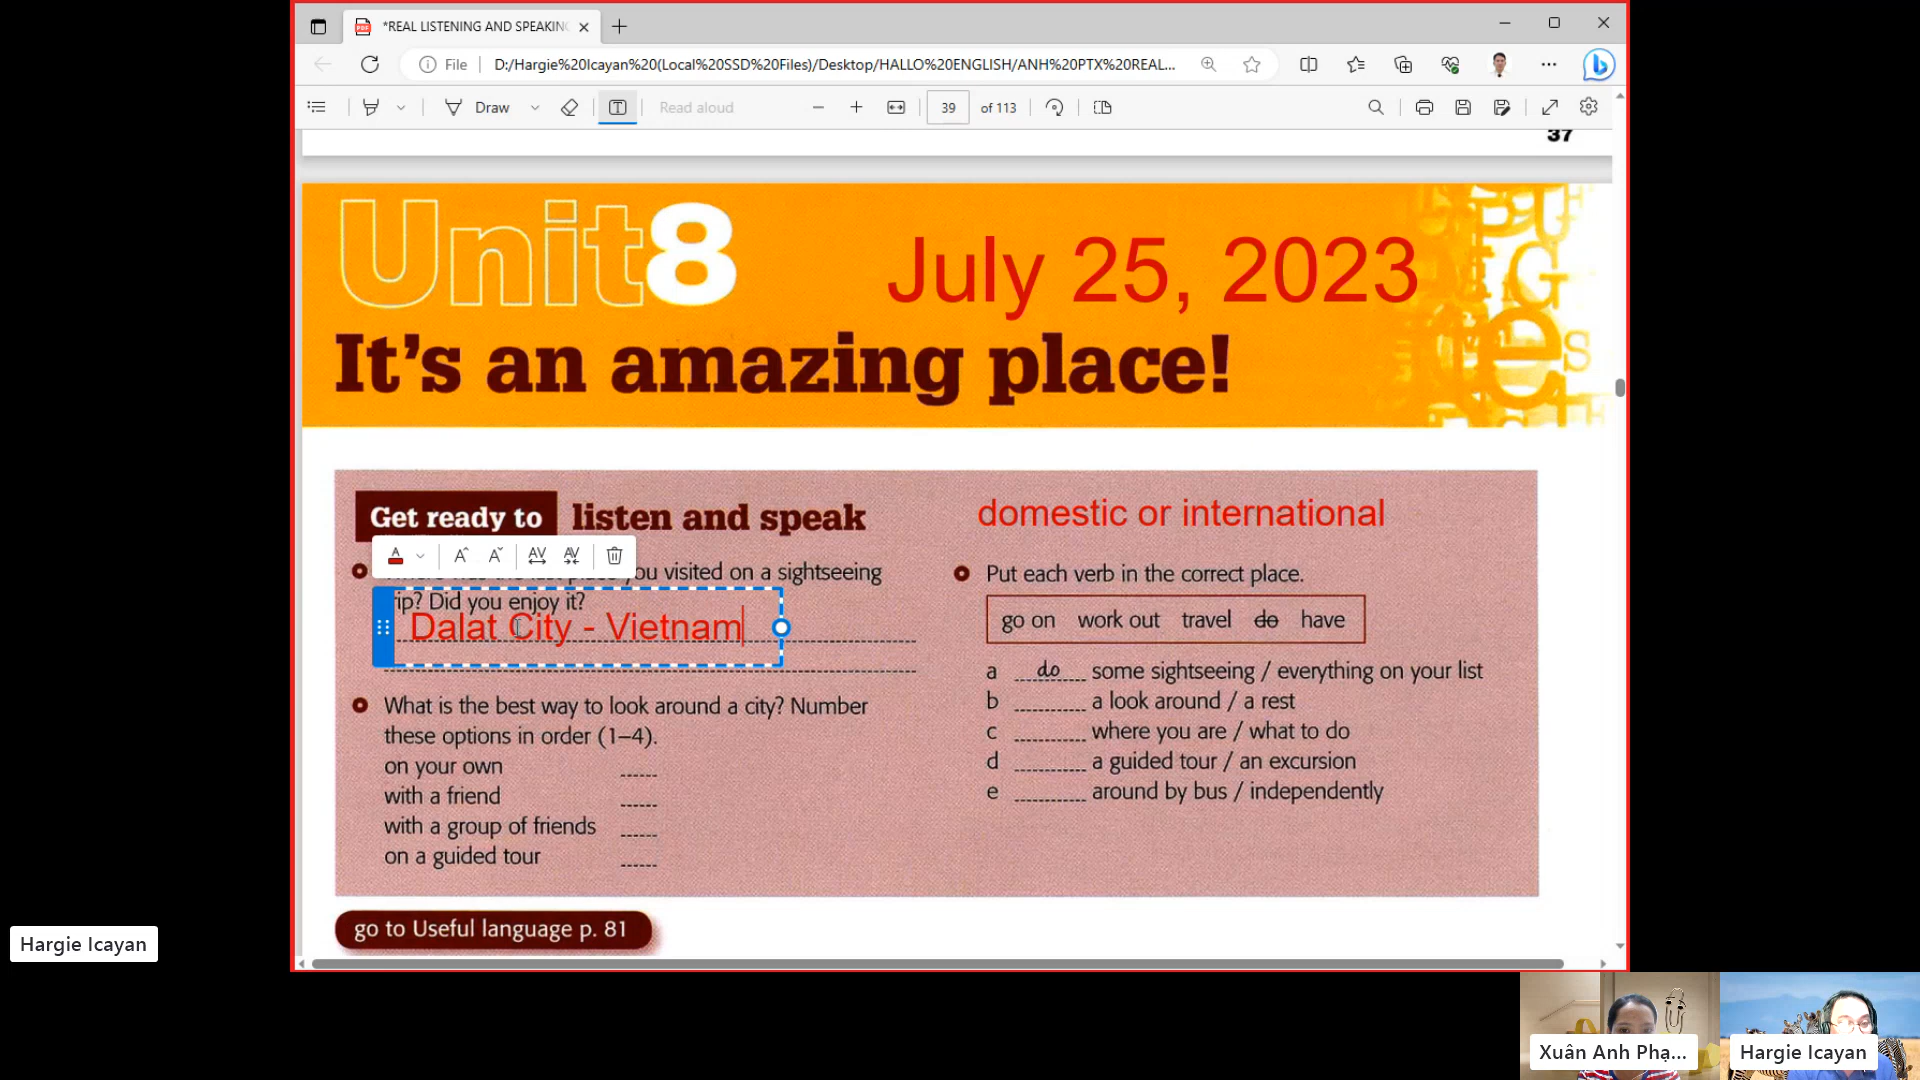 *REAL LISTENING AND SPEAKIN
File
D:/Hargie%20Icayan%20(Local%20SSD%20Files)/Desktop/HALLO%20ENGLISH/ANH%20PTX%20REAL...
Draw
Read aloud
39 of 113
37
Unit 8
July 25, 2023
It's an amazing place!
Get ready to listen and speak
you visited on a sightseeing
rip? Did you enjoy it?
Dalat City - Vietnam
What is the best way to look around a city? Number
these options in order (1–4).
on your own
with a friend
with a group of friends
on a guided tour
domestic or international
Put each verb in the correct place.
go on work out travel do have
a do some sightseeing / everything on your list
b a look around / a rest
c where you are / what to do
d a guided tour / an excursion
e around by bus / independently
go to Useful language p. 81
Hargie Icayan
Xuân Anh Phạ...
Hargie Icayan